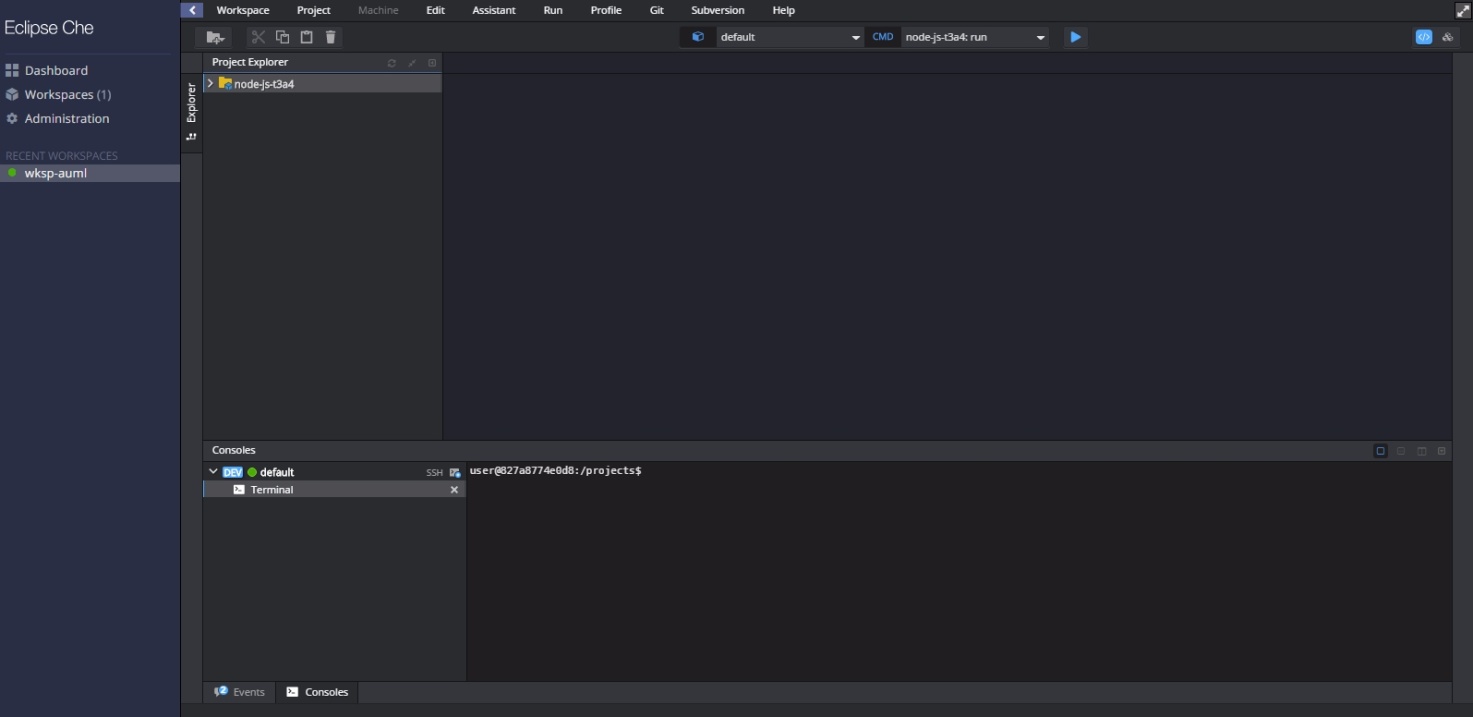 Eclipse Che
Dashboard
Workspaces (1)
Administration
RECENT WORKSPACES
wksp-auml
Workspace Project Machine Edit Assistant Run Profile Git Subversion Help
default CMD node-js-t3a4: run
Explorer
Project Explorer
node-js-t3a4
Consoles
DEV default SSH
Terminal
user@827a8774e0d8:/projects$
2 Events Consoles